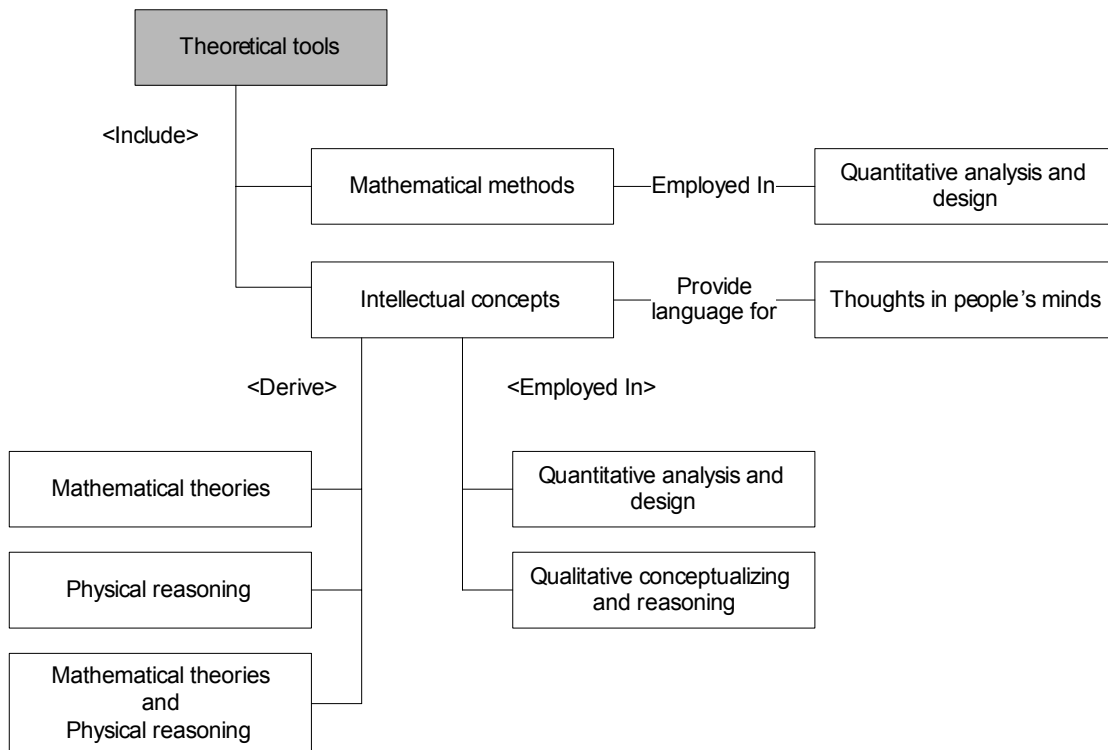 Theoretical tools
<Include>
Mathematical methods
Employed In
Quantitative analysis and
design
Intellectual concepts
Provide
language for
Thoughts in people’s minds
<Derive>
<Employed In>
Mathematical theories
Quantitative analysis and
design
Physical reasoning
Qualitative conceptualizing
and reasoning
Mathematical theories
and
Physical reasoning